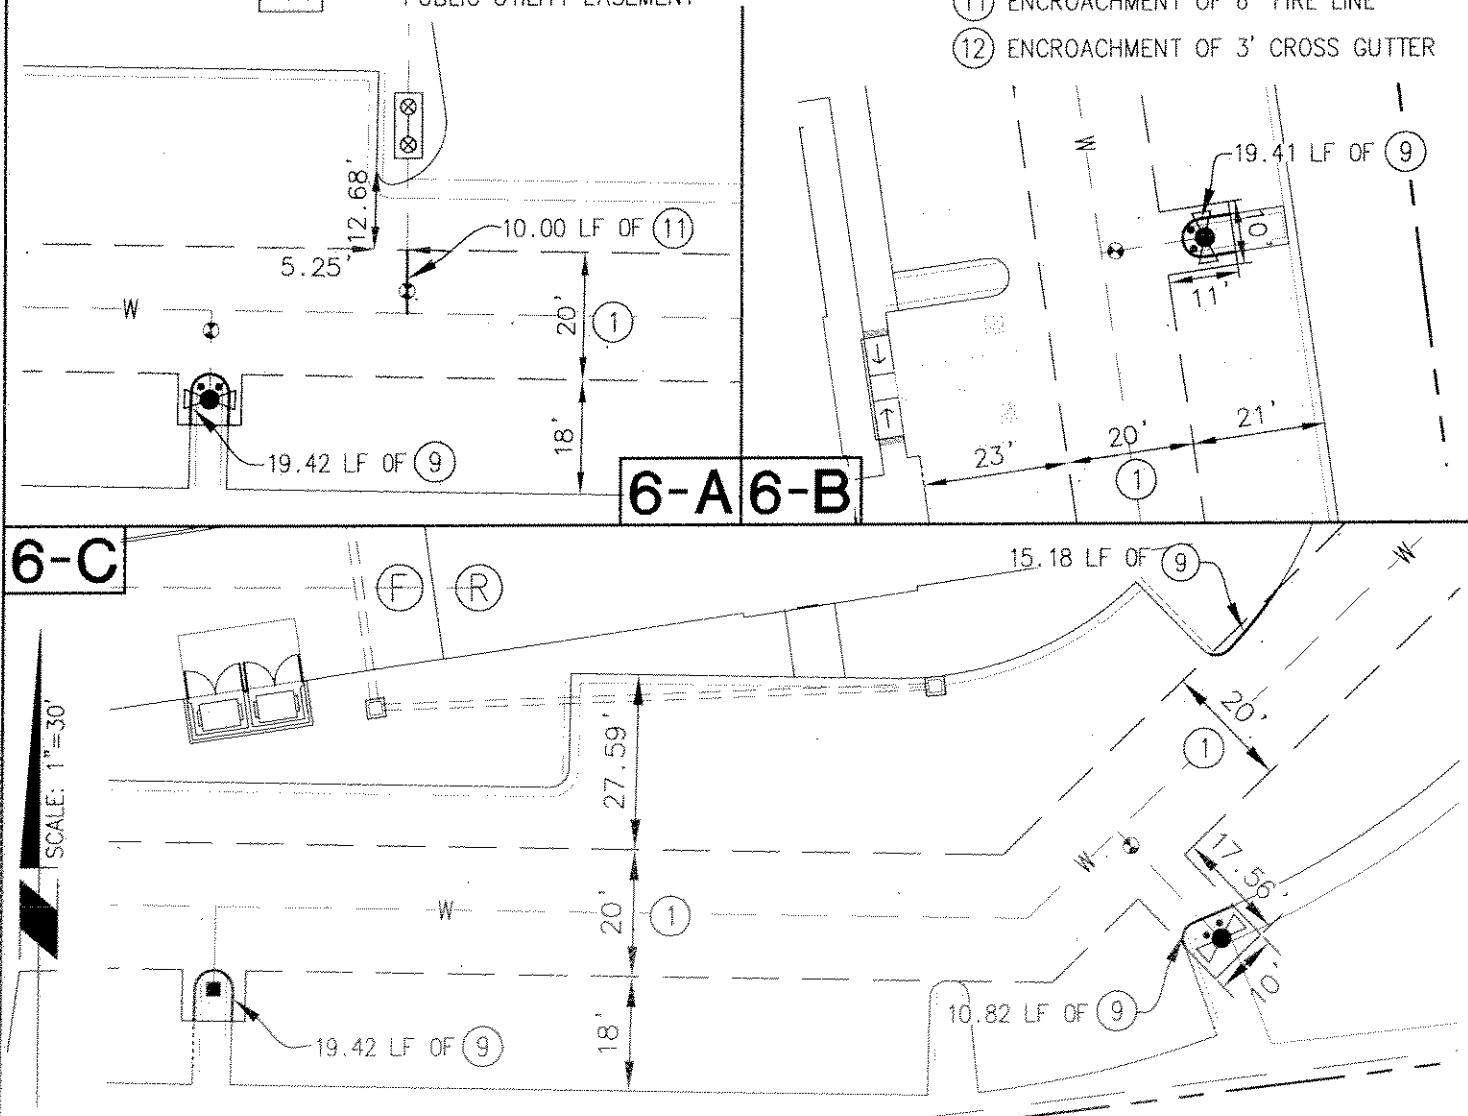 PUBLIC UTILITY EASEMENT
11 ENCROACHMENT OF 6" FIRE LINE
12 ENCROACHMENT OF 3' CROSS GUTTER
12.68'
10.00 LF OF 11
5.25'
W
20'
1
18'
19.42 LF OF 9
6-A
W
19.41 LF OF 9
10'
11'
23'
20'
21'
1
6-B
6-C
F
R
15.18 LF OF 9
W
SCALE: 1"=30'
27.59'
20'
1
W
17.56'
W
20'
1
10'
10.82 LF OF 9
18'
19.42 LF OF 9